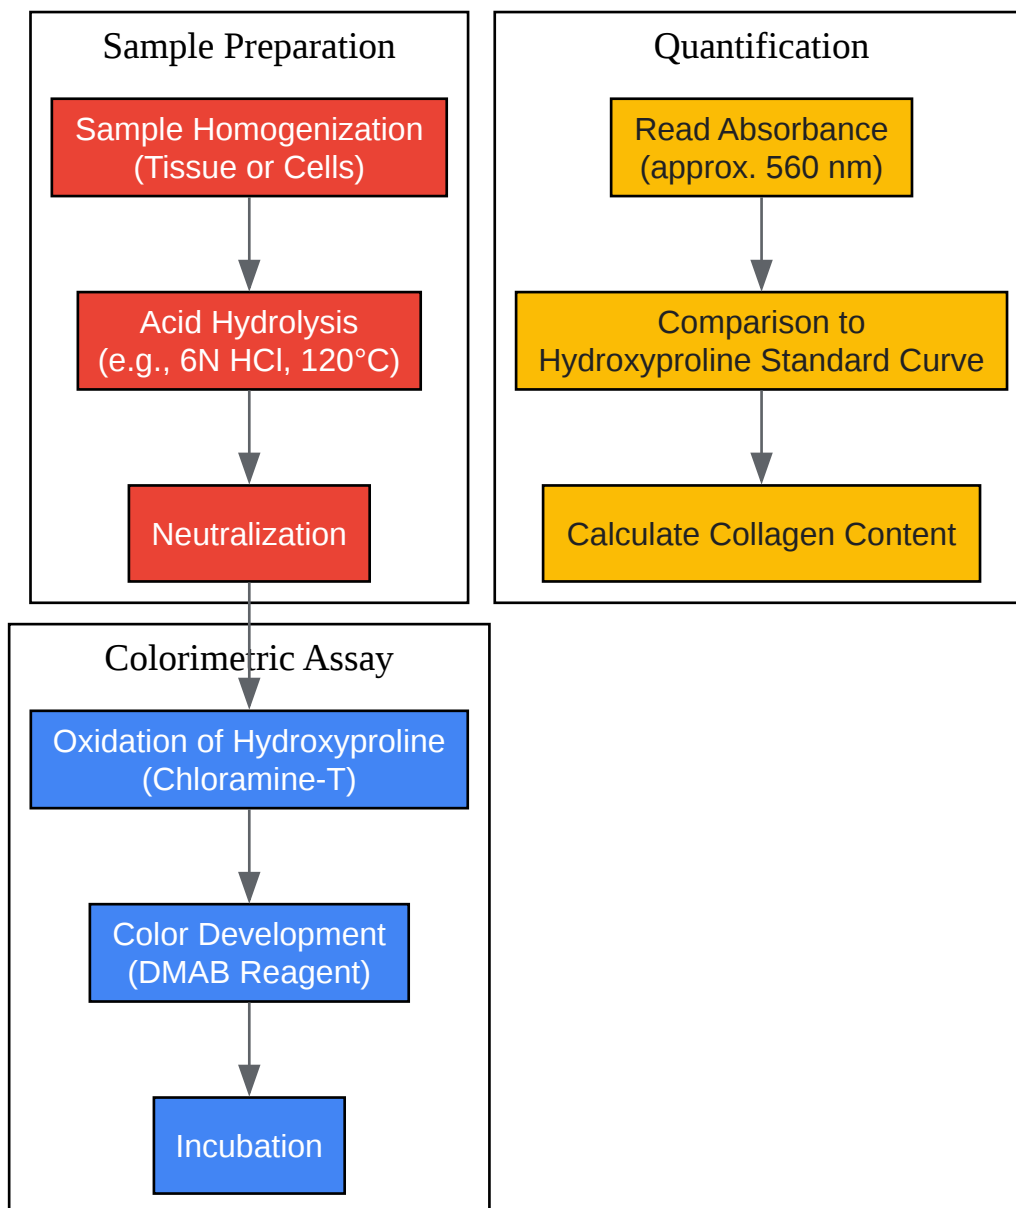 Sample Preparation
Sample Homogenization
(Tissue or Cells)
Acid Hydrolysis
(e.g., 6N HCl, 120°C)
Neutralization
Colorimetric Assay
Oxidation of Hydroxyproline
(Chloramine-T)
Color Development
(DMAB Reagent)
Incubation
Quantification
Read Absorbance
(approx. 560 nm)
Comparison to
Hydroxyproline Standard Curve
Calculate Collagen Content